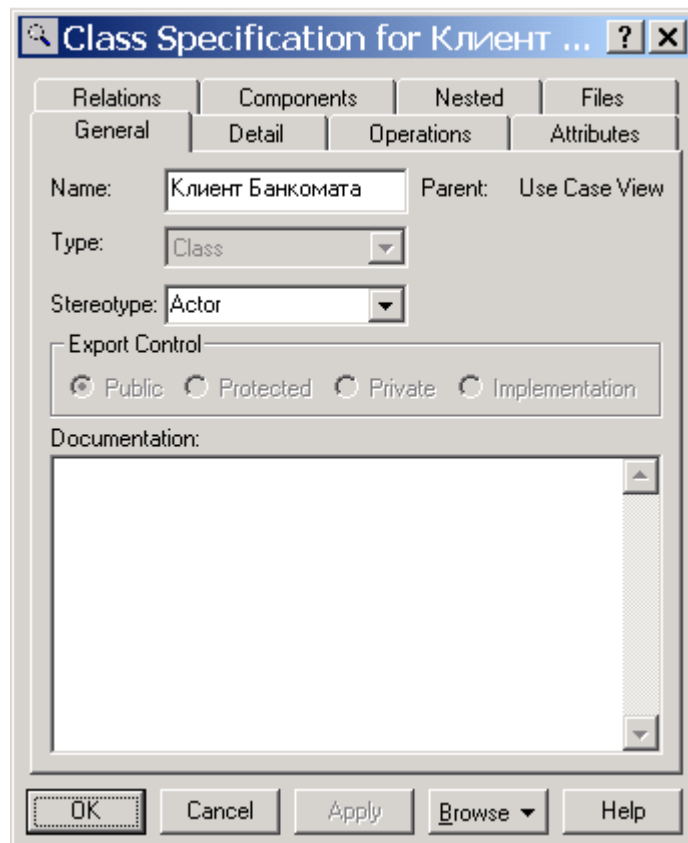 Class Specification for Клиент ...
Relations Components Nested Files
General Detail Operations Attributes
Name: Клиент Банкомата Parent: Use Case View
Type: Class
Stereotype: Actor
Export Control
Public Protected Private Implementation
Documentation:
OK Cancel Apply Browse Help